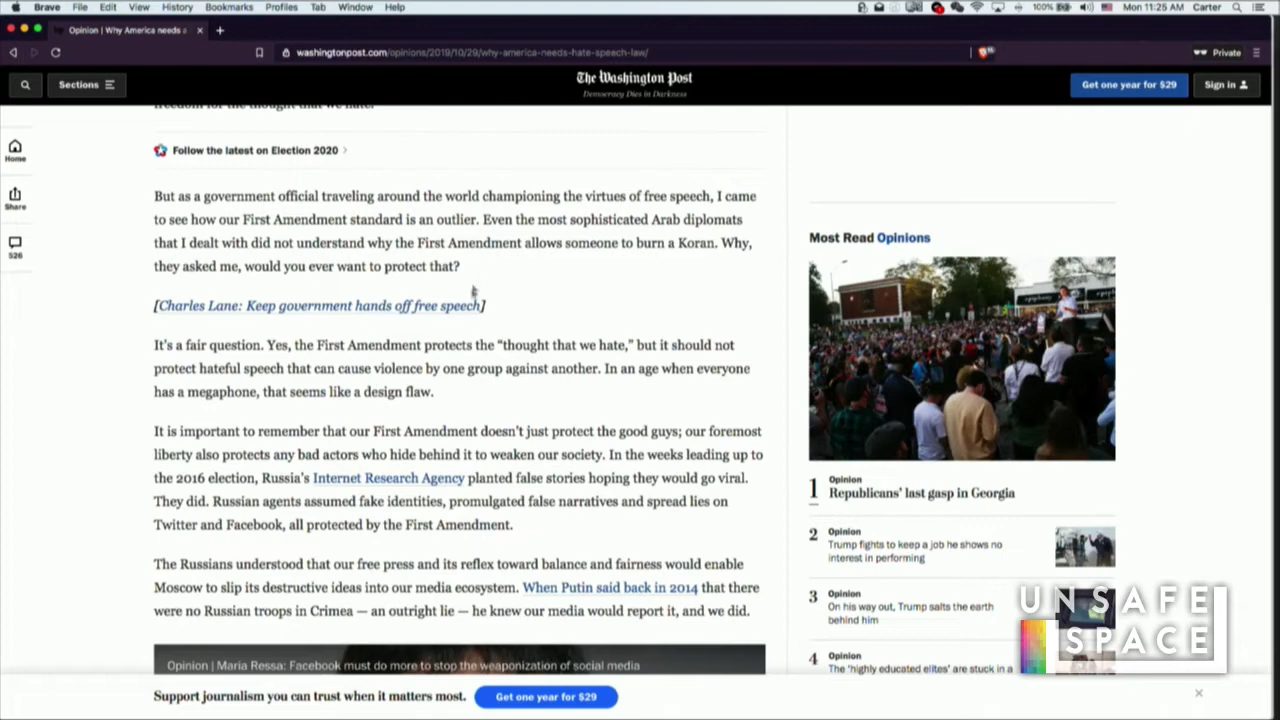 Brave File Edit View History Bookmarks Profiles Tab Window Help
100% Mon 11:25 AM Carter
Opinion | Why America needs a
washingtonpost.com/opinions/2019/10/29/why-america-needs-hate-speech-law/
Private
Sections
The Washington Post
Democracy Dies in Darkness
Get one year for $29
Sign in
freedom for the thought that we hate.
Home
Share
526
Follow the latest on Election 2020
But as a government official traveling around the world championing the virtues of free speech, I came
to see how our First Amendment standard is an outlier. Even the most sophisticated Arab diplomats
that I dealt with did not understand why the First Amendment allows someone to burn a Koran. Why,
they asked me, would you ever want to protect that?
[Charles Lane: Keep government hands off free speech]
It's a fair question. Yes, the First Amendment protects the “thought that we hate,” but it should not
protect hateful speech that can cause violence by one group against another. In an age when everyone
has a megaphone, that seems like a design flaw.
It is important to remember that our First Amendment doesn't just protect the good guys; our foremost
liberty also protects any bad actors who hide behind it to weaken our society. In the weeks leading up to
the 2016 election, Russia's Internet Research Agency planted false stories hoping they would go viral.
They did. Russian agents assumed fake identities, promulgated false narratives and spread lies on
Twitter and Facebook, all protected by the First Amendment.
The Russians understood that our free press and its reflex toward balance and fairness would enable
Moscow to slip its destructive ideas into our media ecosystem. When Putin said back in 2014 that there
were no Russian troops in Crimea — an outright lie — he knew our media would report it, and we did.
Opinion | Maria Ressa: Facebook must do more to stop the weaponization of social media
Most Read Opinions
epiphany
1
Opinion
Republicans' last gasp in Georgia
2
Opinion
Trump fights to keep a job he shows no
interest in performing
3
Opinion
On his way out, Trump salts the earth
behind him
4
Opinion
The 'highly educated elites' are stuck in a
UNSAFE
SPACE
Support journalism you can trust when it matters most.
Get one year for $29